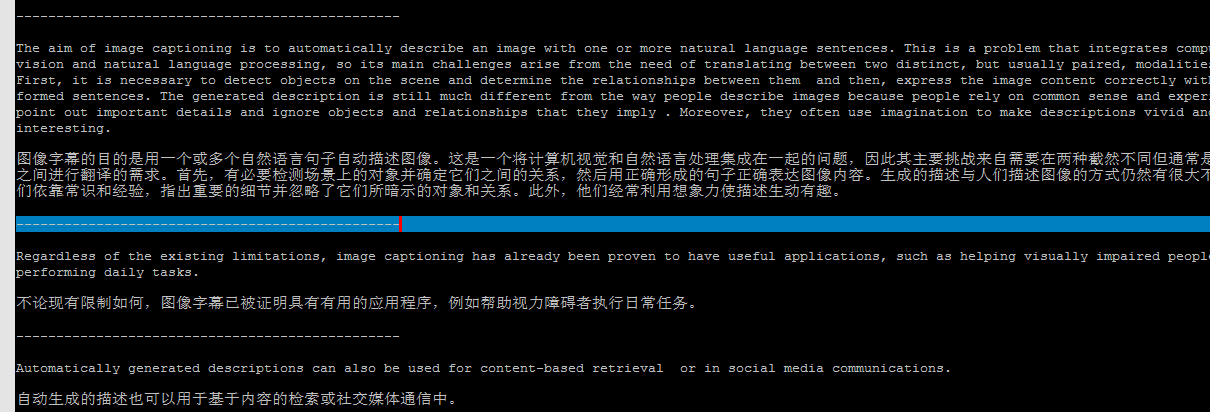 ------------------------------------------------
The aim of image captioning is to automatically describe an image with one or more natural language sentences. This is a problem that integrates
vision and natural language processing, so its main challenges arise from the need of translating between two distinct, but usually paired,
First, it is necessary to detect objects on the scene and determine the relationships between them  and then, express the image content correctly
formed sentences. The generated description is still much different from the way people describe images because people rely on common sense and
point out important details and ignore objects and relationships that they imply . Moreover, they often use imagination to make descriptions vivid
interesting.
图像字幕的目的是用一个或多个自然语言句子自动描述图像。这是一个将计算机视觉和自然语言处理集成在一起的问题，因此其主要挑战来自需要在两种截然不同但通常是
之间进行翻译的需求。首先，有必要检测场景上的对象并确定它们之间的关系，然后用正确形成的句子正确表达图像内容。生成的描述与人们描述图像的方式仍然有很大不
们依靠常识和经验，指出重要的细节并忽略了它们所暗示的对象和关系。此外，他们经常利用想象力使描述生动有趣。
------------------------------------------------
Regardless of the existing limitations, image captioning has already been proven to have useful applications, such as helping visually impaired
performing daily tasks.
不论现有限制如何，图像字幕已被证明具有有用的应用程序，例如帮助视力障碍者执行日常任务。
------------------------------------------------
Automatically generated descriptions can also be used for content-based retrieval  or in social media communications.
自动生成的描述也可以用于基于内容的检索或社交媒体通信中。